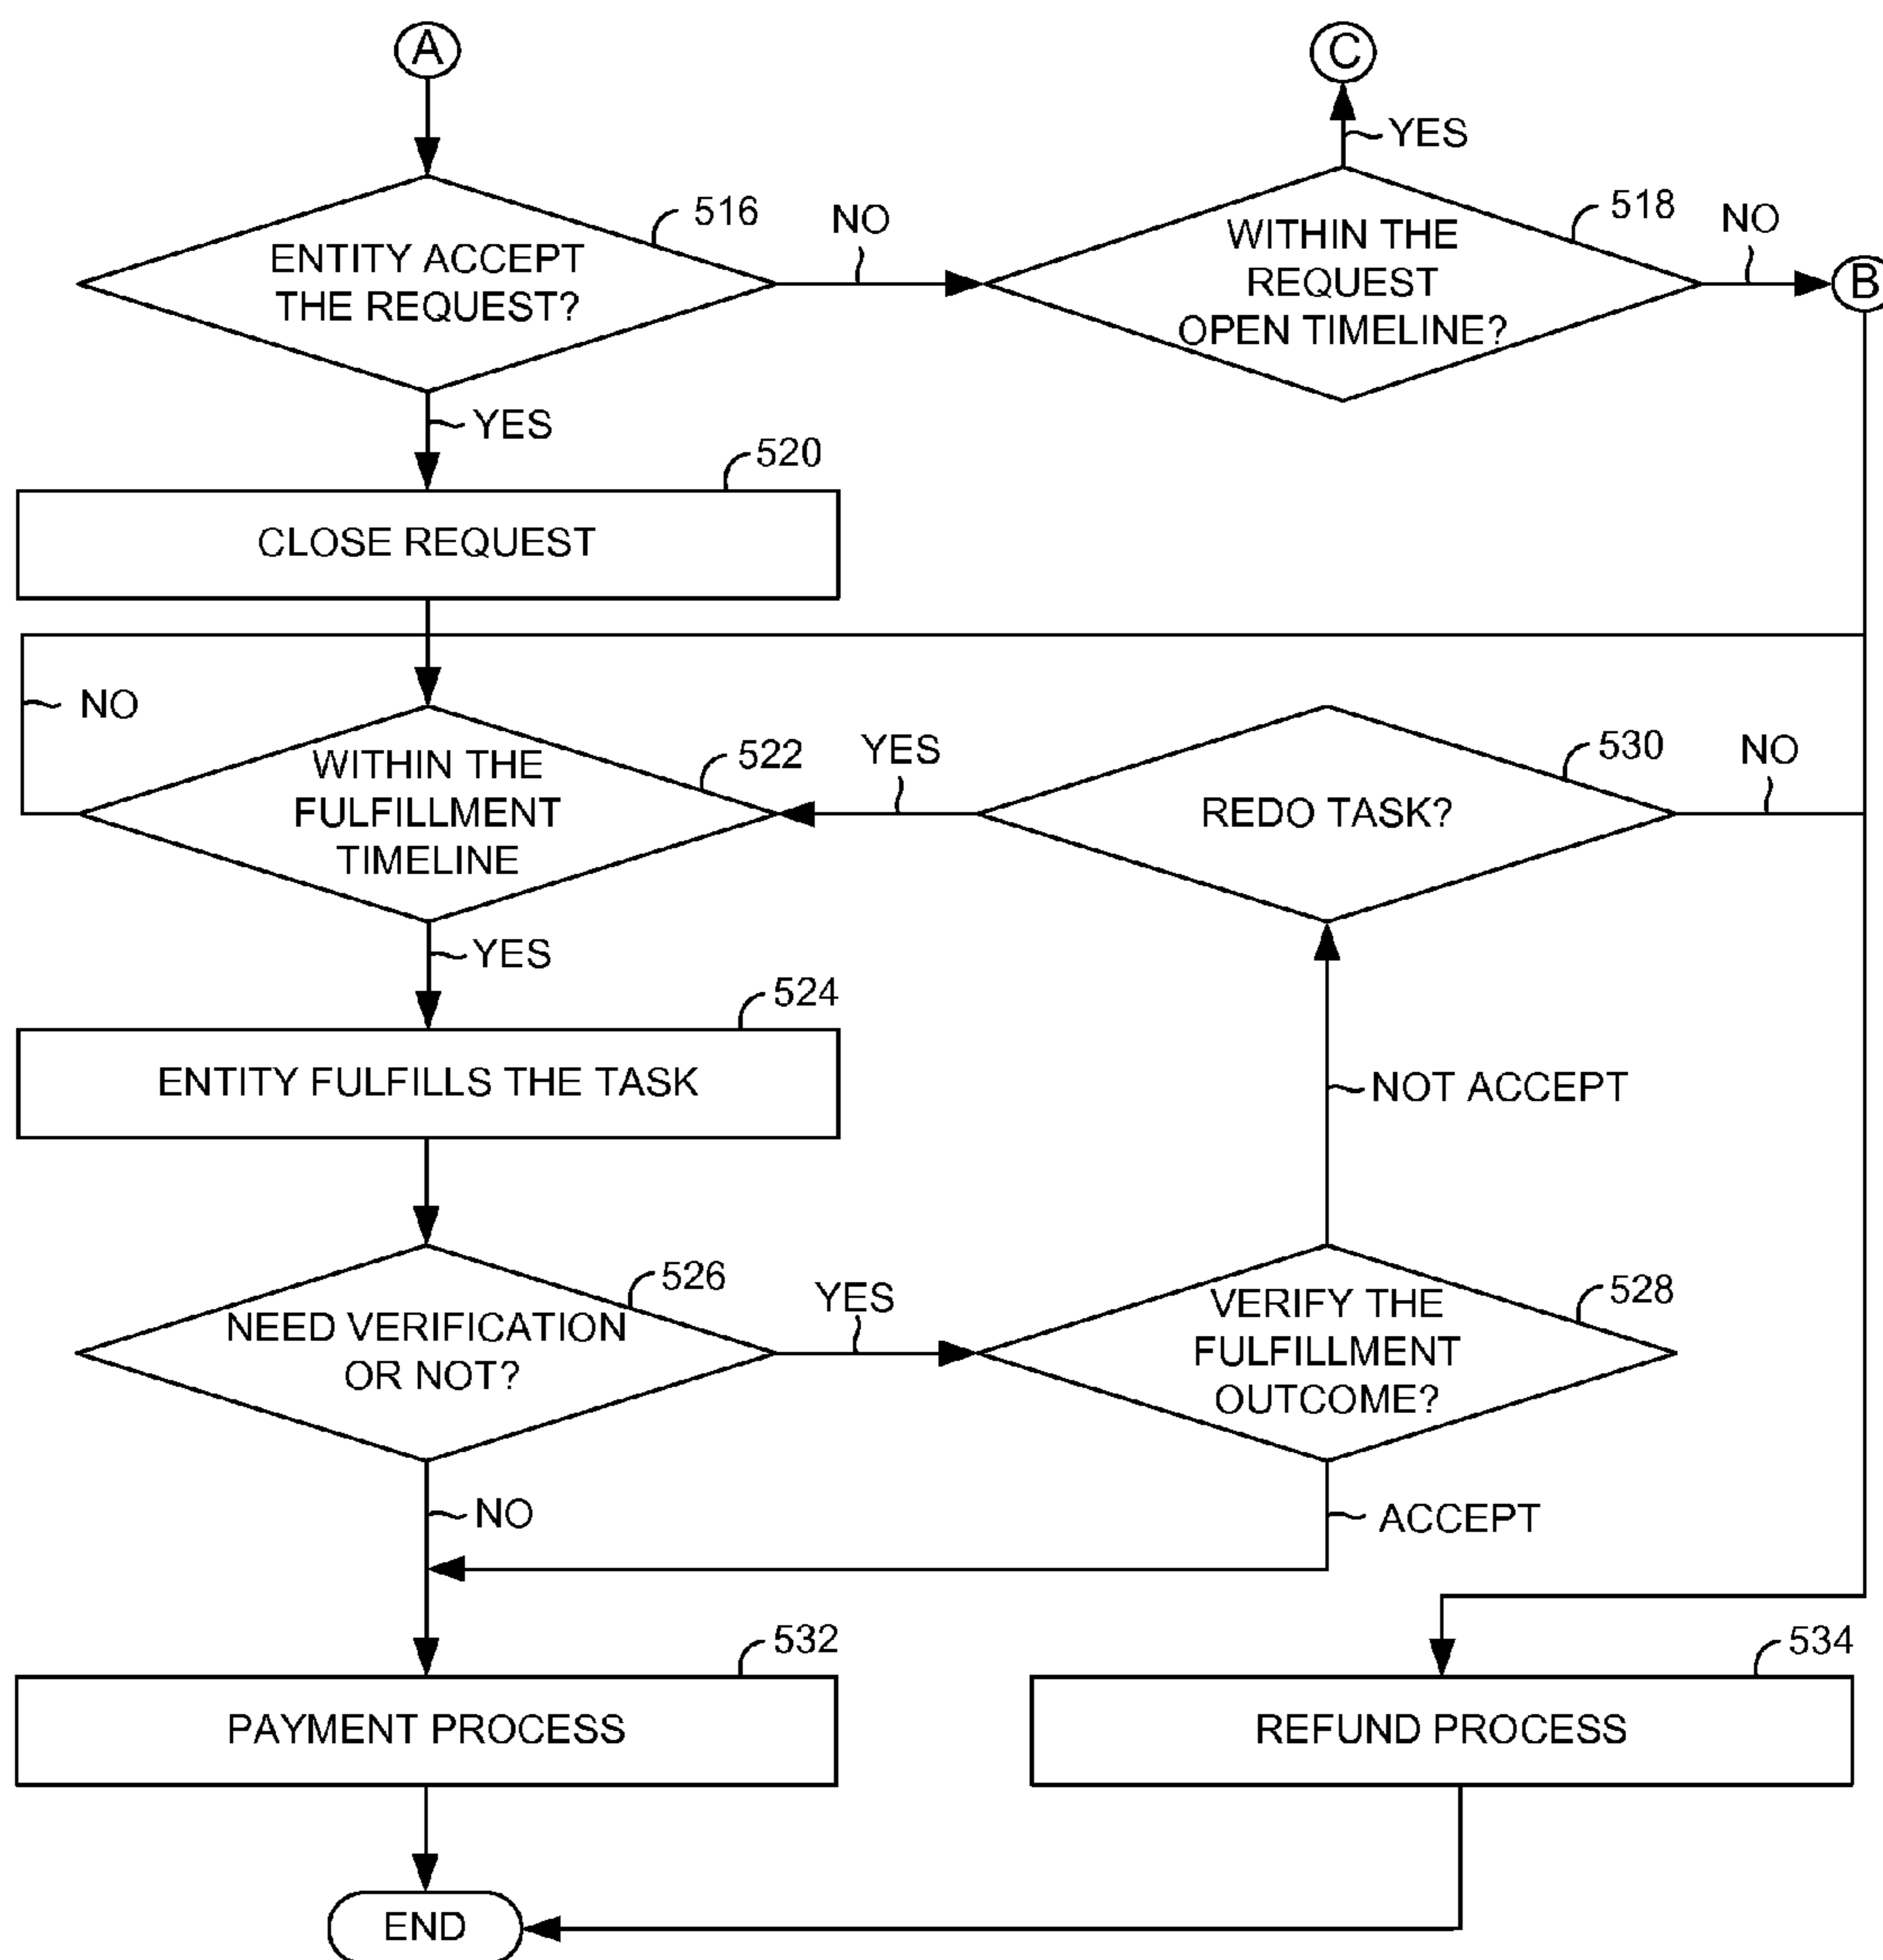 A
C
YES
516
NO
518
NO
ENTITY ACCEPT
THE REQUEST?
WITHIN THE
REQUEST
OPEN TIMELINE?
B
YES
520
CLOSE REQUEST
NO
522
YES
530
NO
WITHIN THE
FULFILLMENT
TIMELINE
REDO TASK?
YES
524
ENTITY FULFILLS THE TASK
NOT ACCEPT
526
YES
528
NEED VERIFICATION
OR NOT?
VERIFY THE
FULFILLMENT
OUTCOME?
NO
ACCEPT
532
534
PAYMENT PROCESS
REFUND PROCESS
END